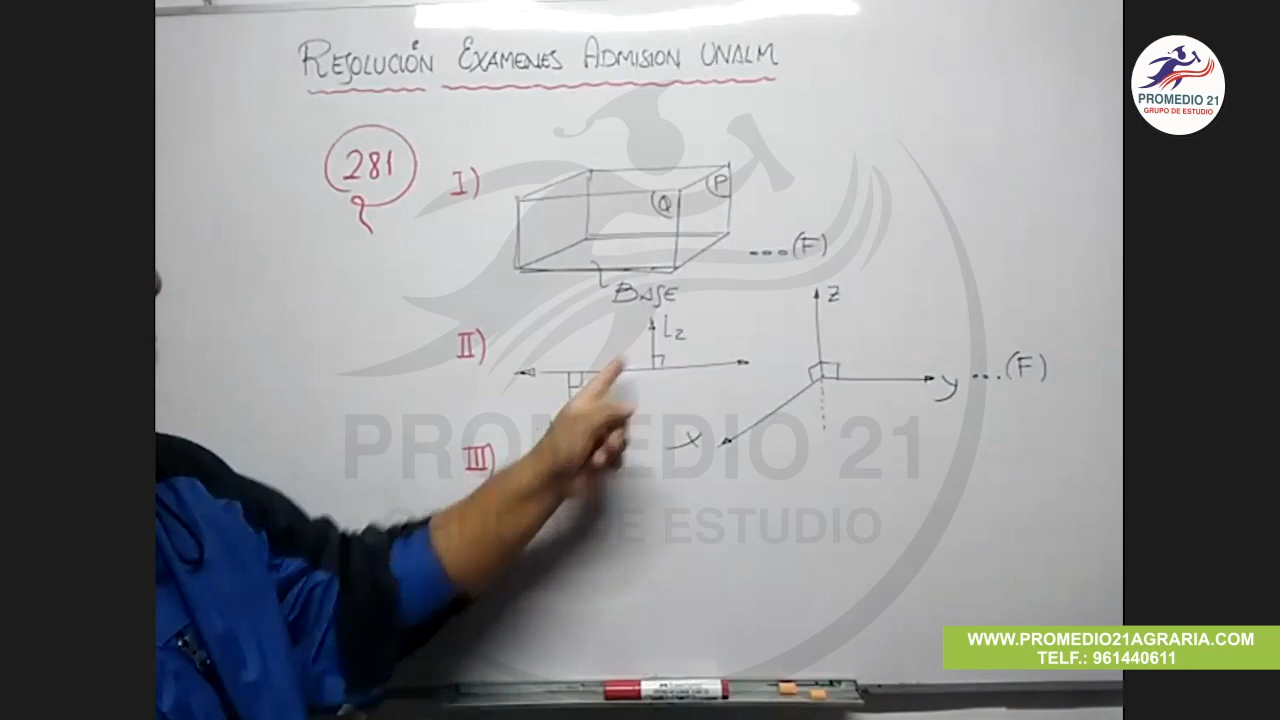 RESOLUCIÓN EXAMENES ADMISION UNALM
281
I)
Q
P
---(F)
BASE
II)
L2
Z
y
...(F)
X
III)
PROMEDIO 21
GRUPO DE ESTUDIO
PROMEDIO 21
DE ESTUDIO
WWW.PROMEDIO21AGRARIA.COM
TELF.: 961440611